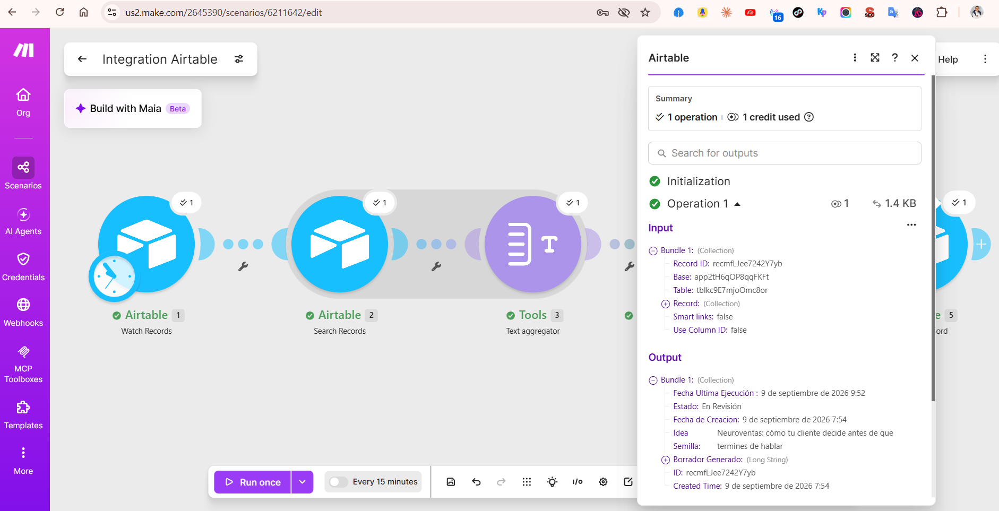 us2.make.com/2645390/scenarios/6211642/edit
16
SEO
Integration Airtable
Build with Maia Beta
Org
Scenarios
AI Agents
Credentials
Webhooks
MCP
Toolboxes
Templates
More
1
Airtable 1
Watch Records
1
Airtable 2
Search Records
1
T
Tools 3
Text aggregator
Run once
Every 15 minutes
I/O
Airtable
?
Help
Summary
1 operation 1 credit used ?
Search for outputs
Initialization
Operation 1 1 1.4 KB
Input
Bundle 1: (Collection)
Record ID: recmfLJee7242Y7yb
Base: app2tH6qOP8qqFKFt
Table: tblkc9E7mjoOmc8or
Record: (Collection)
Smart links: false
Use Column ID: false
Output
Bundle 1: (Collection)
Fecha Ultima Ejecución : 9 de septiembre de 2026 9:52
Estado: En Revisión
Fecha de Creacion: 9 de septiembre de 2026 7:54
Idea Neuroventas: cómo tu cliente decide antes de que
Semilla: termines de hablar
Borrador Generado: (Long String)
ID: recmfLJee7242Y7yb
Created Time: 9 de septiembre de 2026 7:54
1
e 5
ord